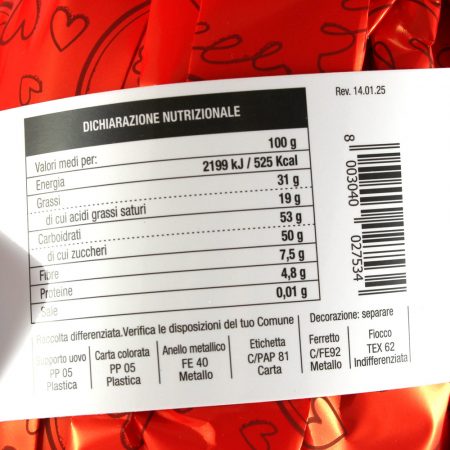 Rev. 14.01.25
DICHIARAZIONE NUTRIZIONALE
Valori medi per: 100 g
Energia 2199 kJ / 525 Kcal
Grassi 31 g
di cui acidi grassi saturi 19 g
Carboidrati 53 g
di cui zuccheri 50 g
Fibre 7,5 g
Proteine 4,8 g
Sale 0,01 g
8 003040 027534
Raccolta differenziata.Verifica le disposizioni del tuo Comune
Decorazione: separare
Supporto uovo
PP 05
Plastica
Carta colorata
PP 05
Plastica
Anello metallico
FE 40
Metallo
Etichetta
C/PAP 81
Carta
Ferretto
C/FE92
Metallo
Fiocco
TEX 62
Indifferenziata